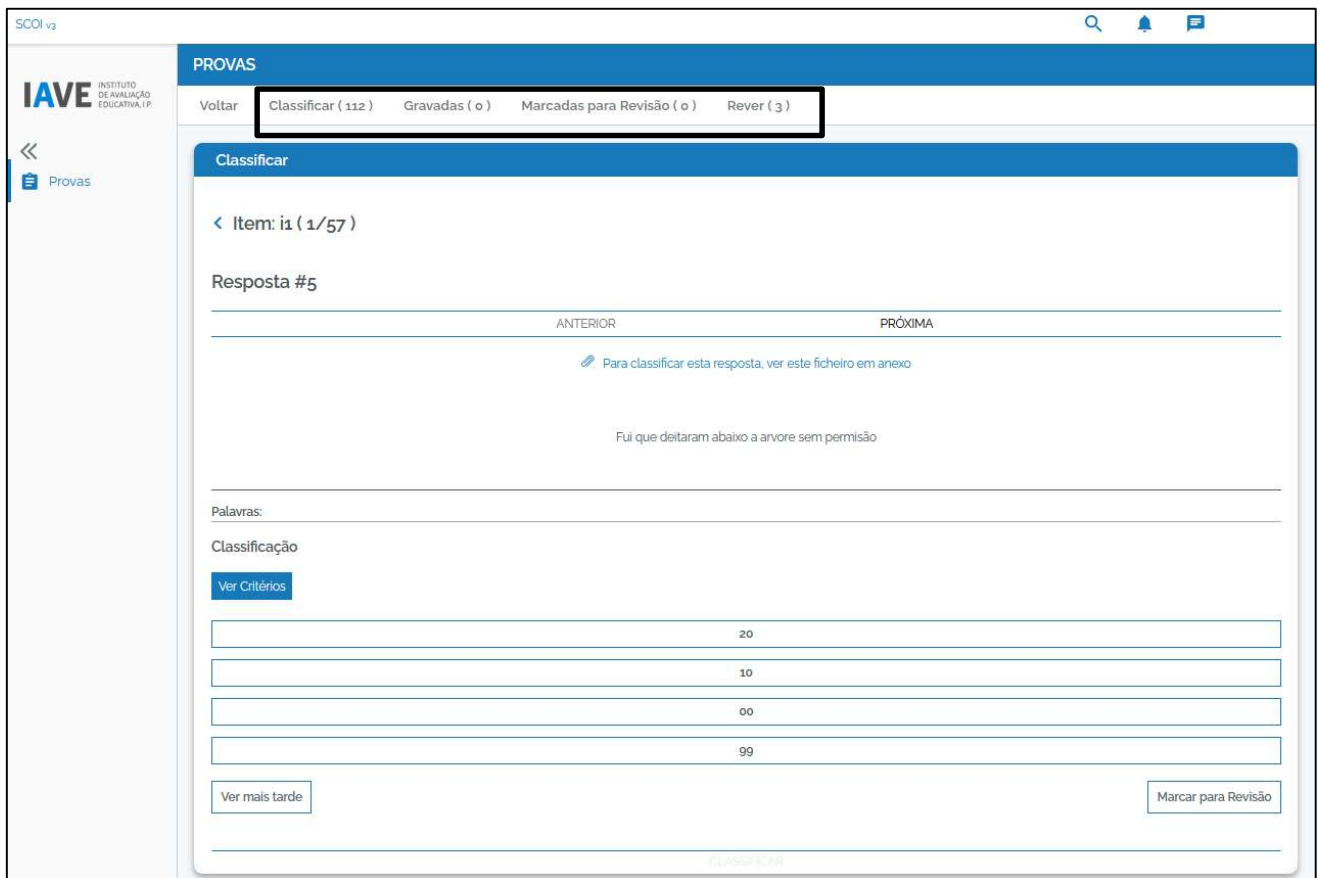 SCOI v3
IAVE INSTITUTO
DE AVALIAÇÃO
EDUCATIVA, I.P.
Provas
PROVAS
Voltar Classificar ( 112 ) Gravadas ( 0 ) Marcadas para Revisão ( 0 ) Rever ( 3 )
Classificar
Item: i1 ( 1/57 )
Resposta #5
ANTERIOR PRÓXIMA
Para classificar esta resposta, ver este ficheiro em anexo
Fui que deitaram abaixo a arvore sem permisão
Palavras:
Classificação
Ver Critérios
20
10
00
99
Ver mais tarde Marcar para Revisão
CLASSIFICAR